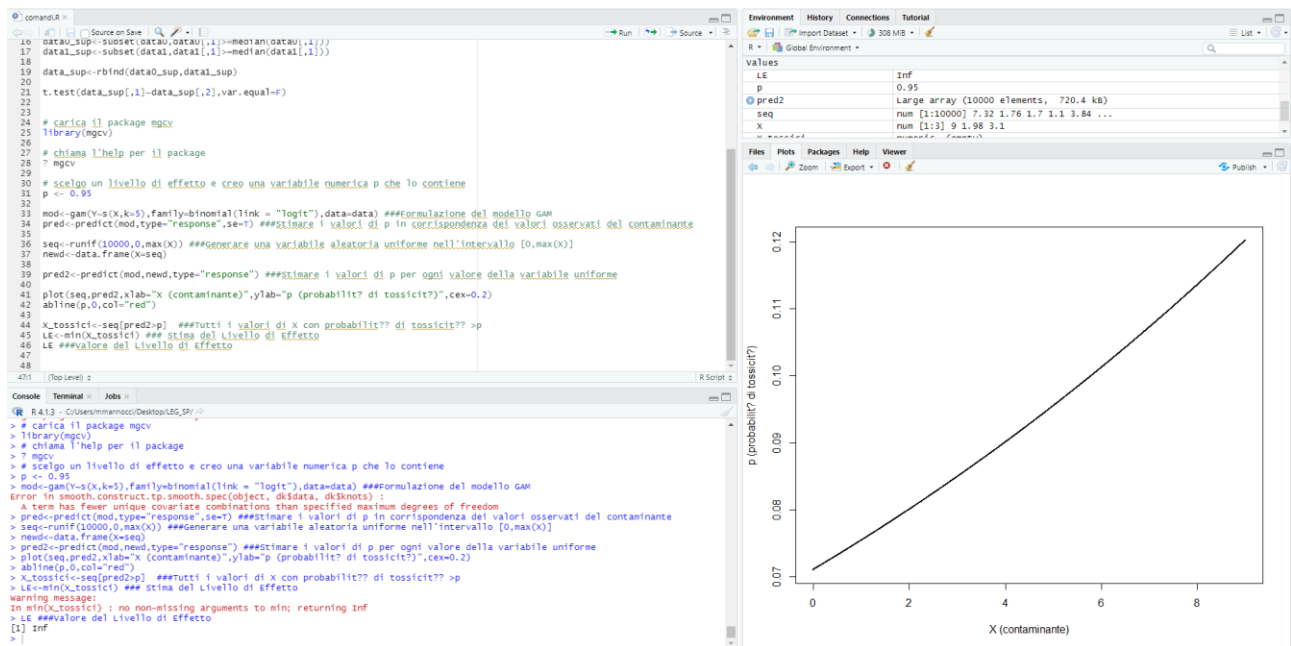 comandi.R ×
Source on Save
Run
Source
16 data0_sup<-subset(data0,data0[,1]>=median(data0[,1]))
17 data1_sup<-subset(data1,data1[,1]>=median(data1[,1]))
18
19 data_sup<-rbind(data0_sup,data1_sup)
20
21 t.test(data_sup[,1]~data_sup[,2],var.equal=F)
22
23
24 # carica il package mgcv
25 library(mgcv)
26
27 # chiama l'help per il package
28 ? mgcv
29
30 # scelgo un livello di effetto e creo una variabile numerica p che lo contiene
31 p <- 0.95
32
33 mod<-gam(Y~s(X,k=5),family=binomial(link = "logit"),data=data) ###Formulazione del modello GAM
34 pred<-predict(mod,type="response",se=T) ###Stimare i valori di p in corrispondenza dei valori osservati del contaminante
35
36 seq<-runif(10000,0,max(X)) ###Generare una variabile aleatoria uniforme nell'intervallo [0,max(X)]
37 newd<-data.frame(X=seq)
38
39 pred2<-predict(mod,newd,type="response") ###Stimare i valori di p per ogni valore della variabile uniforme
40
41 plot(seq,pred2,xlab="X (contaminante)",ylab="p (probabilit? di tossicit?)",cex=0.2)
42 abline(p,0,col="red")
43
44 X_tossici<-seq[pred2>p] ###Tutti i valori di X con probabilit?? di tossicit?? >p
45 LE<-min(X_tossici) ### Stima del Livello di Effetto
46 LE ###Valore del Livello di Effetto
47
48
47:1 (Top Level) R Script
Console Terminal × Jobs ×
R 4.1.3 · C:/Users/mmannocci/Desktop/LEG_SP/
> # carica il package mgcv
> library(mgcv)
> # chiama l'help per il package
> ? mgcv
> # scelgo un livello di effetto e creo una variabile numerica p che lo contiene
> p <- 0.95
> mod<-gam(Y~s(X,k=5),family=binomial(link = "logit"),data=data) ###Formulazione del modello GAM
Error in smooth.construct.tp.smooth.spec(object, dk$data, dk$knots) :
A term has fewer unique covariate combinations than specified maximum degrees of freedom
> pred<-predict(mod,type="response",se=T) ###Stimare i valori di p in corrispondenza dei valori osservati del contaminante
> seq<-runif(10000,0,max(X)) ###Generare una variabile aleatoria uniforme nell'intervallo [0,max(X)]
> newd<-data.frame(X=seq)
> pred2<-predict(mod,newd,type="response") ###Stimare i valori di p per ogni valore della variabile uniforme
> plot(seq,pred2,xlab="X (contaminante)",ylab="p (probabilit? di tossicit?)",cex=0.2)
> abline(p,0,col="red")
> X_tossici<-seq[pred2>p] ###Tutti i valori di X con probabilit?? di tossicit?? >p
> LE<-min(X_tossici) ### Stima del Livello di Effetto
Warning message:
In min(X_tossici) : no non-missing arguments to min; returning Inf
> LE ###Valore del Livello di Effetto
[1] Inf
>
Environment History Connections Tutorial
Import Dataset 308 MiB List
R Global Environment
Values
LE Inf
p 0.95
pred2 Large array (10000 elements, 720.4 kB)
seq num [1:10000] 7.32 1.76 1.7 1.1 3.84 ...
X num [1:3] 9 1.98 3.1
X_tossici numeric (empty)
Files Plots Packages Help Viewer
Zoom Export Publish
p (probabilit? di tossicit?)
0.12
0.11
0.10
0.09
0.08
0.07
0 2 4 6 8
X (contaminante)